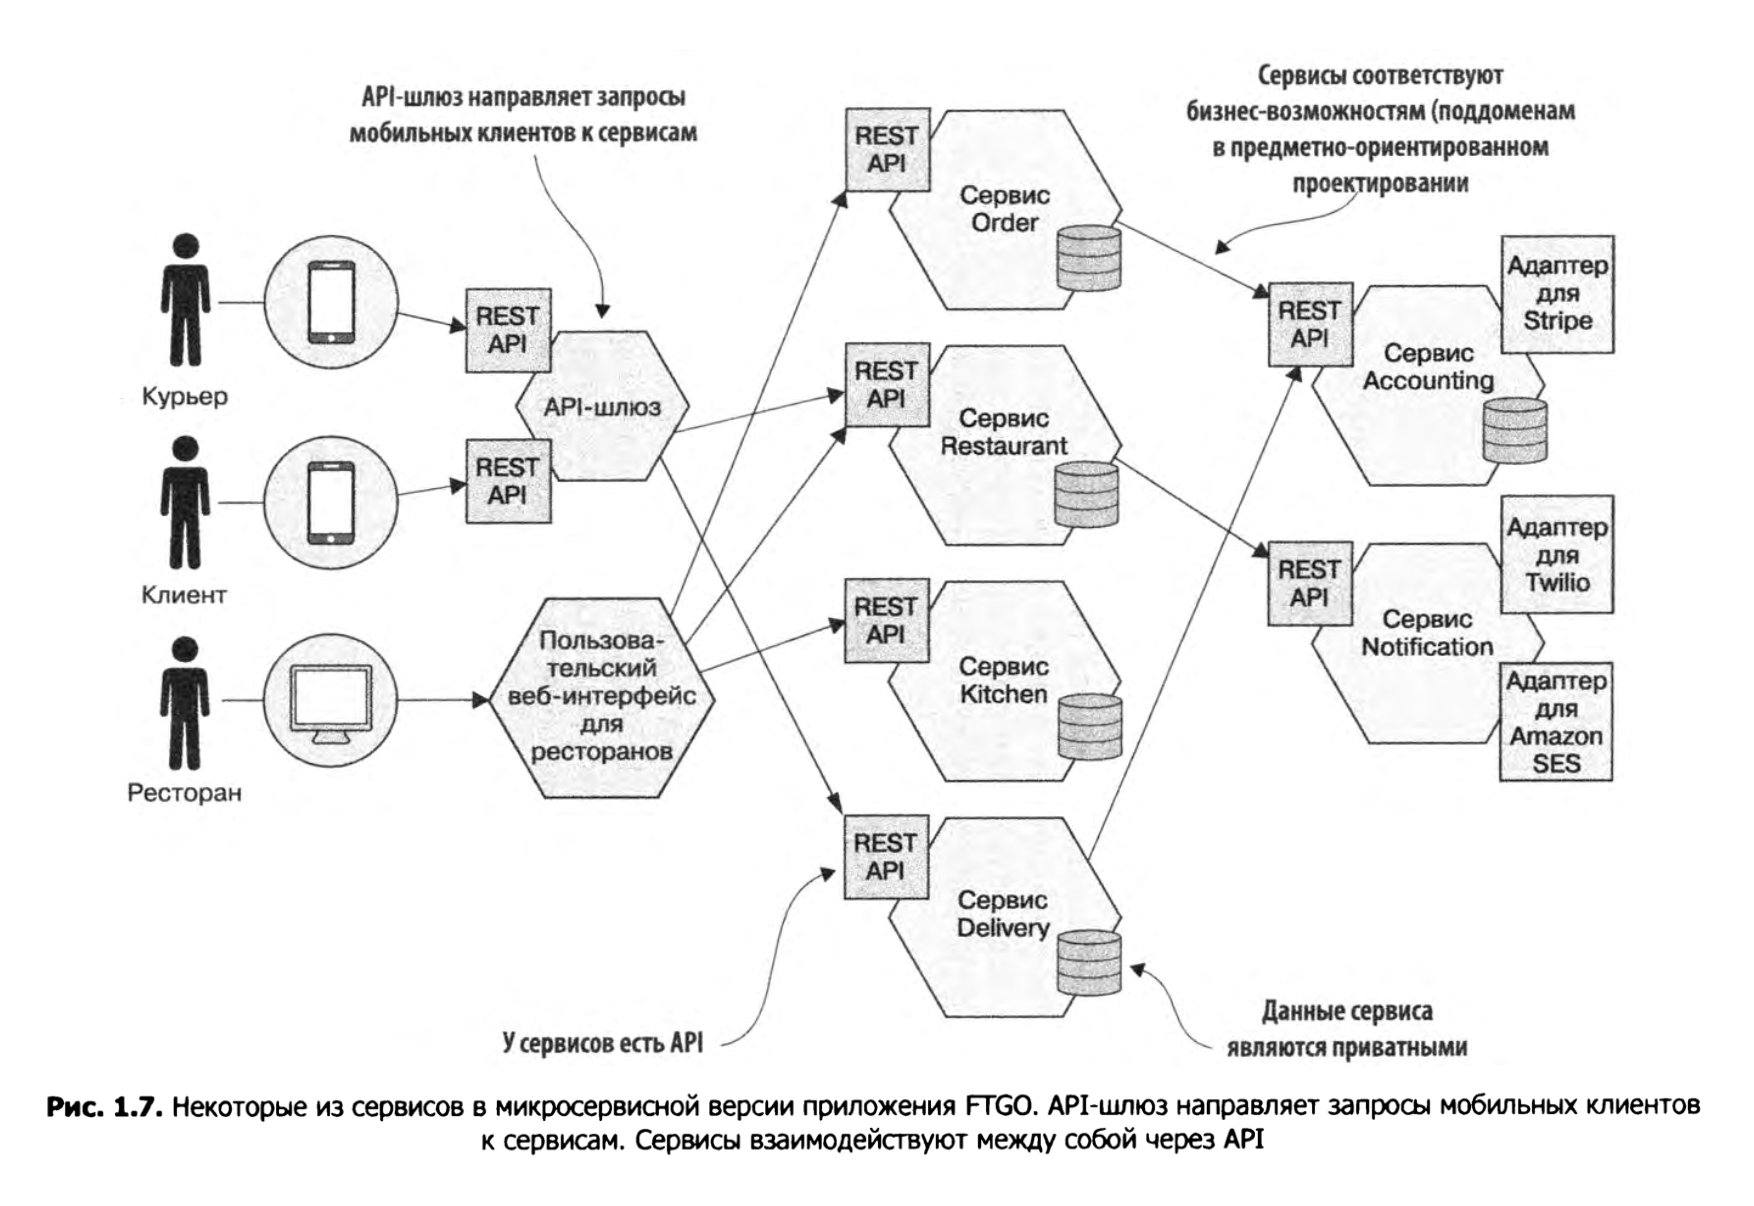 API-шлюз направляет запросы
мобильных клиентов к сервисам
Сервисы соответствуют
бизнес-возможностям (поддоменам
в предметно-ориентированном
проектировании
Курьер
Клиент
Ресторан
REST
API
API-шлюз
REST
API
Пользова-
тельский
веб-интерфейс
для
ресторанов
REST
API
Сервис
Order
REST
API
Сервис
Restaurant
REST
API
Сервис
Kitchen
REST
API
Сервис
Delivery
REST
API
Сервис
Accounting
Адаптер
для
Stripe
REST
API
Сервис
Notification
Адаптер
для
Twilio
Адаптер
для
Amazon
SES
У сервисов есть API
Данные сервиса
являются приватными
Рис. 1.7. Некоторые из сервисов в микросервисной версии приложения FTGO. API-шлюз направляет запросы мобильных клиентов
к сервисам. Сервисы взаимодействуют между собой через API